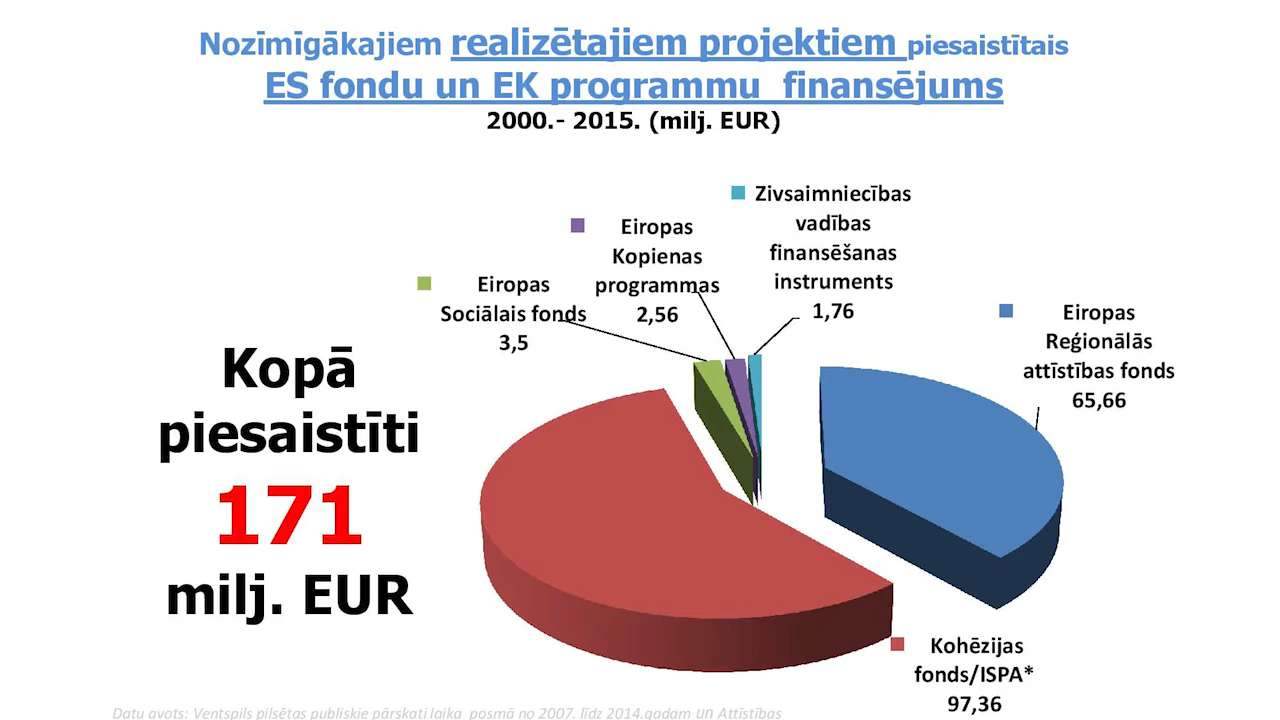 Nozīmīgākajiem realizētajiem projektiem piesaistītais
ES fondu un EK programmu finansējums
2000.- 2015. (milj. EUR)
Zivsaimniecības
vadības
finansēšanas
instruments
1,76
Eiropas
Kopienas
programmas
2,56
Eiropas
Sociālais fonds
3,5
Eiropas
Reģionālās
attīstības fonds
65,66
Kopā
piesaistīti
171
milj. EUR
Kohēzijas
fonds/ISPA*
97,36
Datu avots: Ventspils pilsētas publiskie pārskati laika posmā no 2007. līdz 2014.gadam un Attīstības